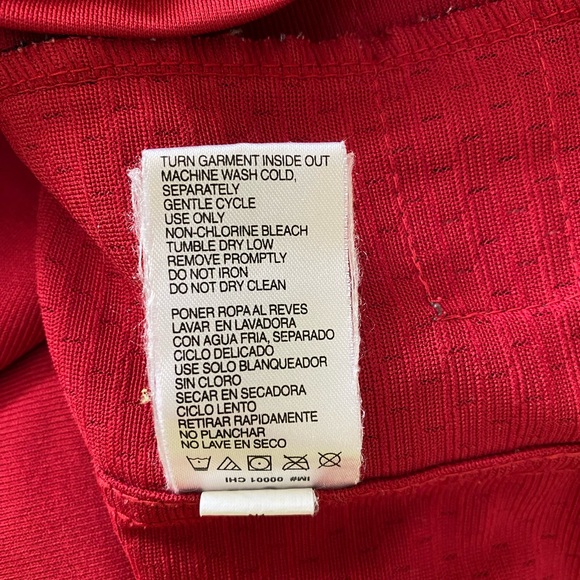 TURN GARMENT INSIDE OUT
MACHINE WASH COLD,
SEPARATELY
GENTLE CYCLE
USE ONLY
NON-CHLORINE BLEACH
TUMBLE DRY LOW
REMOVE PROMPTLY
DO NOT IRON
DO NOT DRY CLEAN
PONER ROPA AL REVES
LAVAR EN LAVADORA
CON AGUA FRIA, SEPARADO
CICLO DELICADO
USE SOLO BLANQUEADOR
SIN CLORO
SECAR EN SECADORA
CICLO LENTO
RETIRAR RAPIDAMENTE
NO PLANCHAR
NO LAVE EN SECO
IM# 00001 CHI